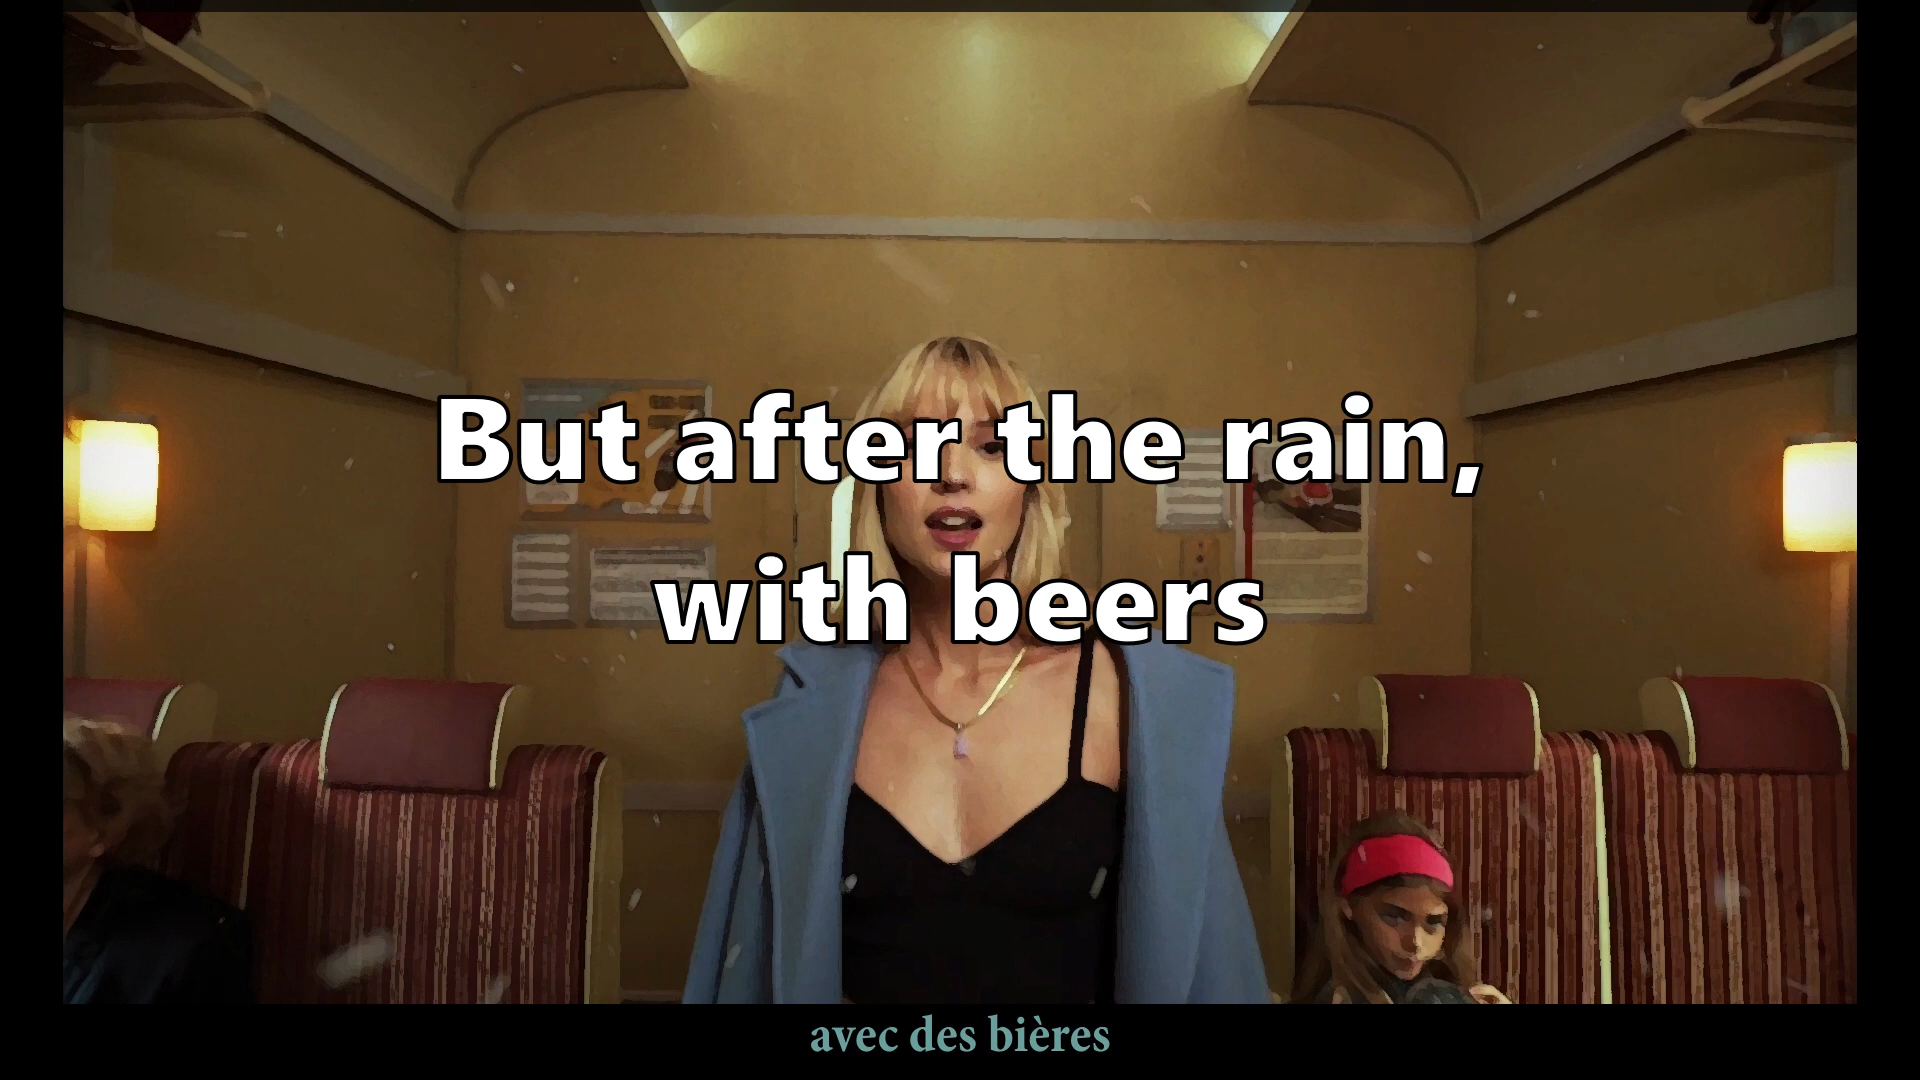 But after the rain,
with beers
avec des bières